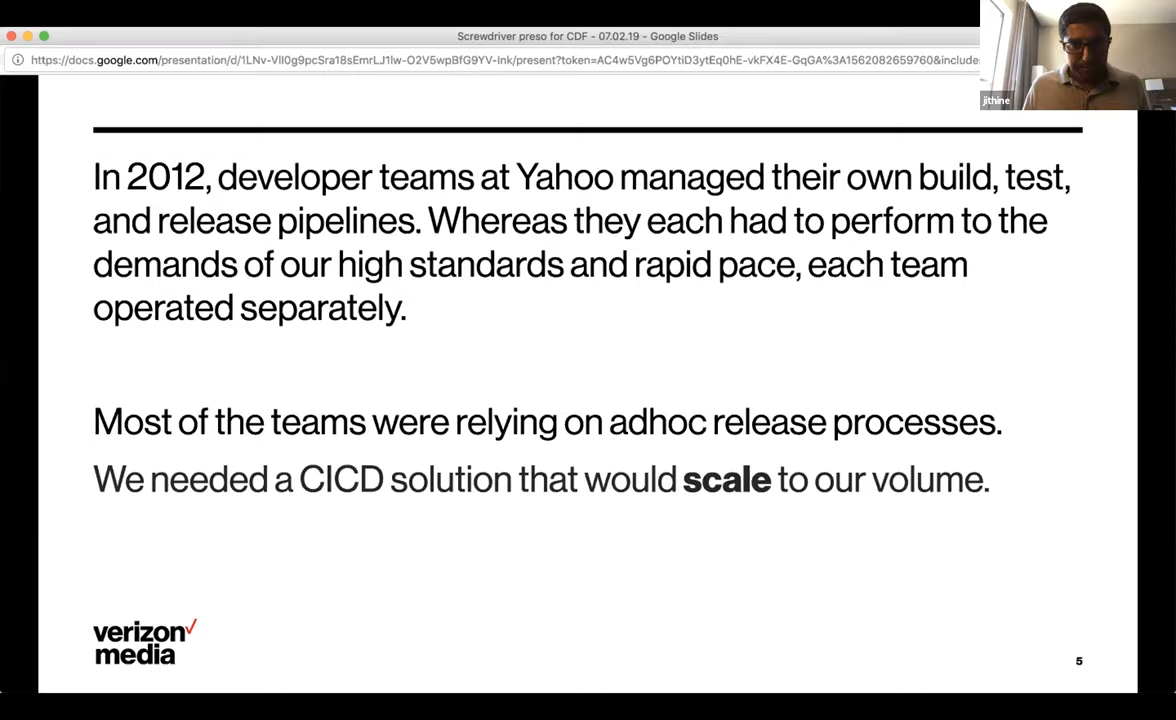 Screwdriver preso for CDF - 07.02.19 - Google Slides
jithine
In 2012, developer teams at Yahoo managed their own build, test,
and release pipelines. Whereas they each had to perform to the
demands of our high standards and rapid pace, each team
operated separately.
Most of the teams were relying on adhoc release processes.
We needed a CICD solution that would scale to our volume.
verizon✓
media
5